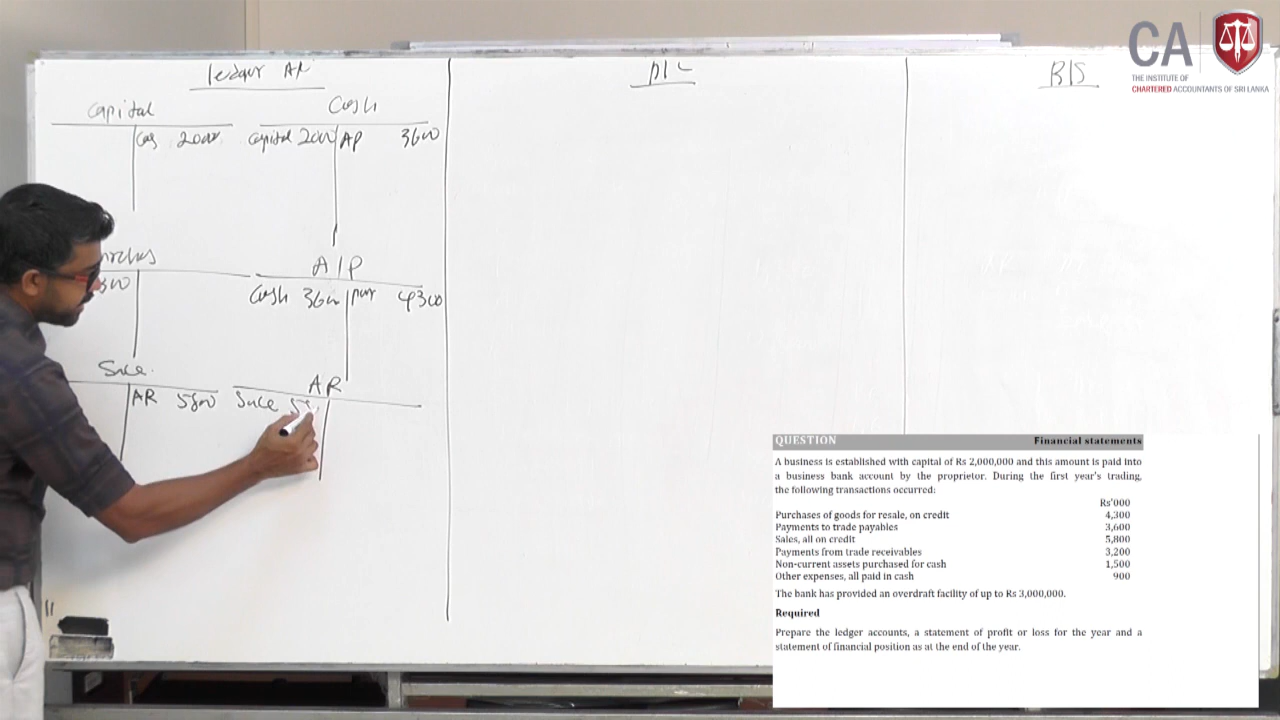 CA
THE INSTITUTE OF
CHARTERED ACCOUNTANTS OF SRI LANKA
ledger
B/S
Capital
Cash
Capital 2000 AP 3600
A/P
Cash 3600 pur 4300
AR
AR 5800
QUESTION Financial statements
A business is established with capital of Rs 2,000,000 and this amount is paid into
a business bank account by the proprietor. During the first year's trading,
the following transactions occurred:
Rs'000
Purchases of goods for resale, on credit 4,300
Payments to trade payables 3,600
Sales, all on credit 5,800
Payments from trade receivables 3,200
Non-current assets purchased for cash 1,500
Other expenses, all paid in cash 900
The bank has provided an overdraft facility of up to Rs 3,000,000.
Required
Prepare the ledger accounts, a statement of profit or loss for the year and a
statement of financial position as at the end of the year.